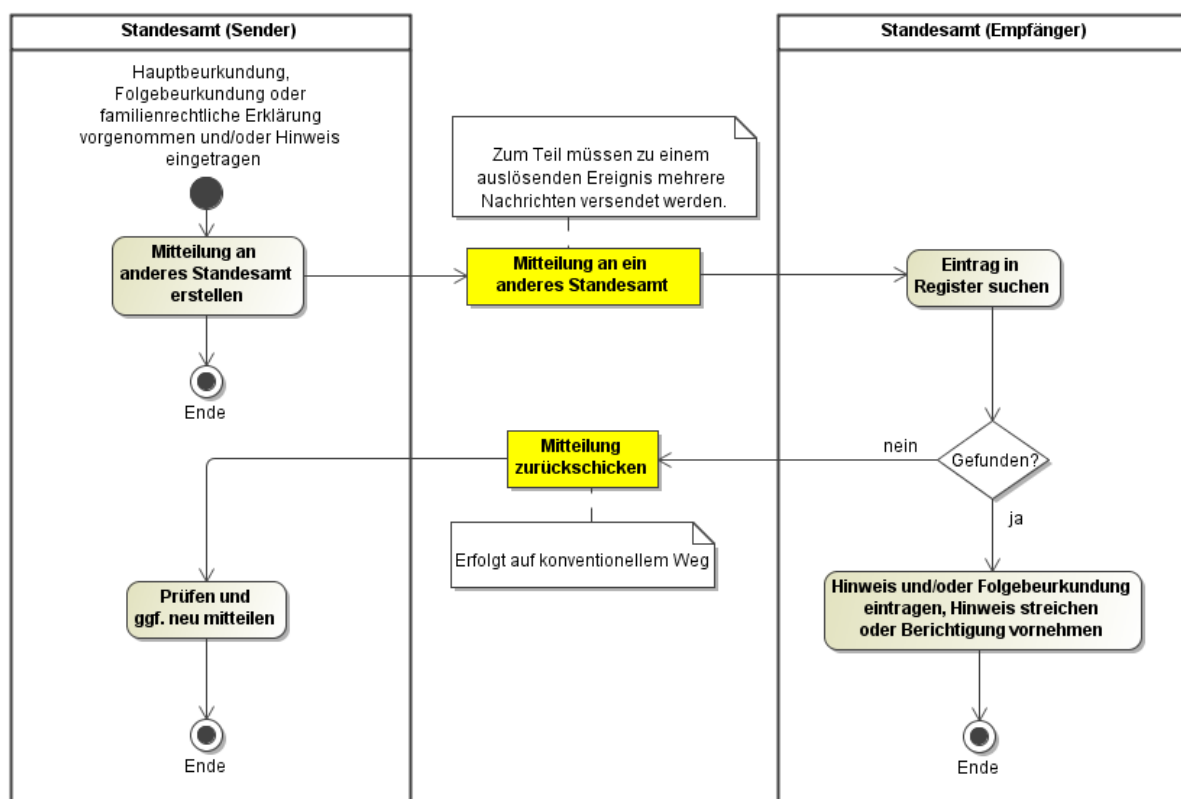 Standesamt (Sender)
Standesamt (Empfänger)
Hauptbeurkundung,
Folgebeurkundung oder
familienrechtliche Erklärung
vorgenommen und/oder Hinweis
eingetragen
Zum Teil müssen zu einem
auslösenden Ereignis mehrere
Nachrichten versendet werden.
Mitteilung an
anderes Standesamt
erstellen
Mitteilung an ein
anderes Standesamt
Eintrag in
Register suchen
Ende
Mitteilung
zurückschicken
nein
Gefunden?
ja
Erfolgt auf konventionellem Weg
Prüfen und
ggf. neu mitteilen
Hinweis und/oder Folgebeurkundung
eintragen, Hinweis streichen
oder Berichtigung vornehmen
Ende
Ende